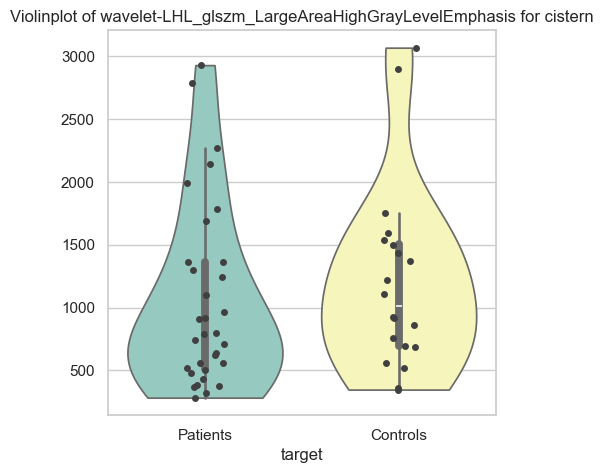 Violinplot of wavelet-LHL_glszm_LargeAreaHighGrayLevelEmphasis for cistern
3000
2500
2000
1500
1000
500
Patients Controls
target